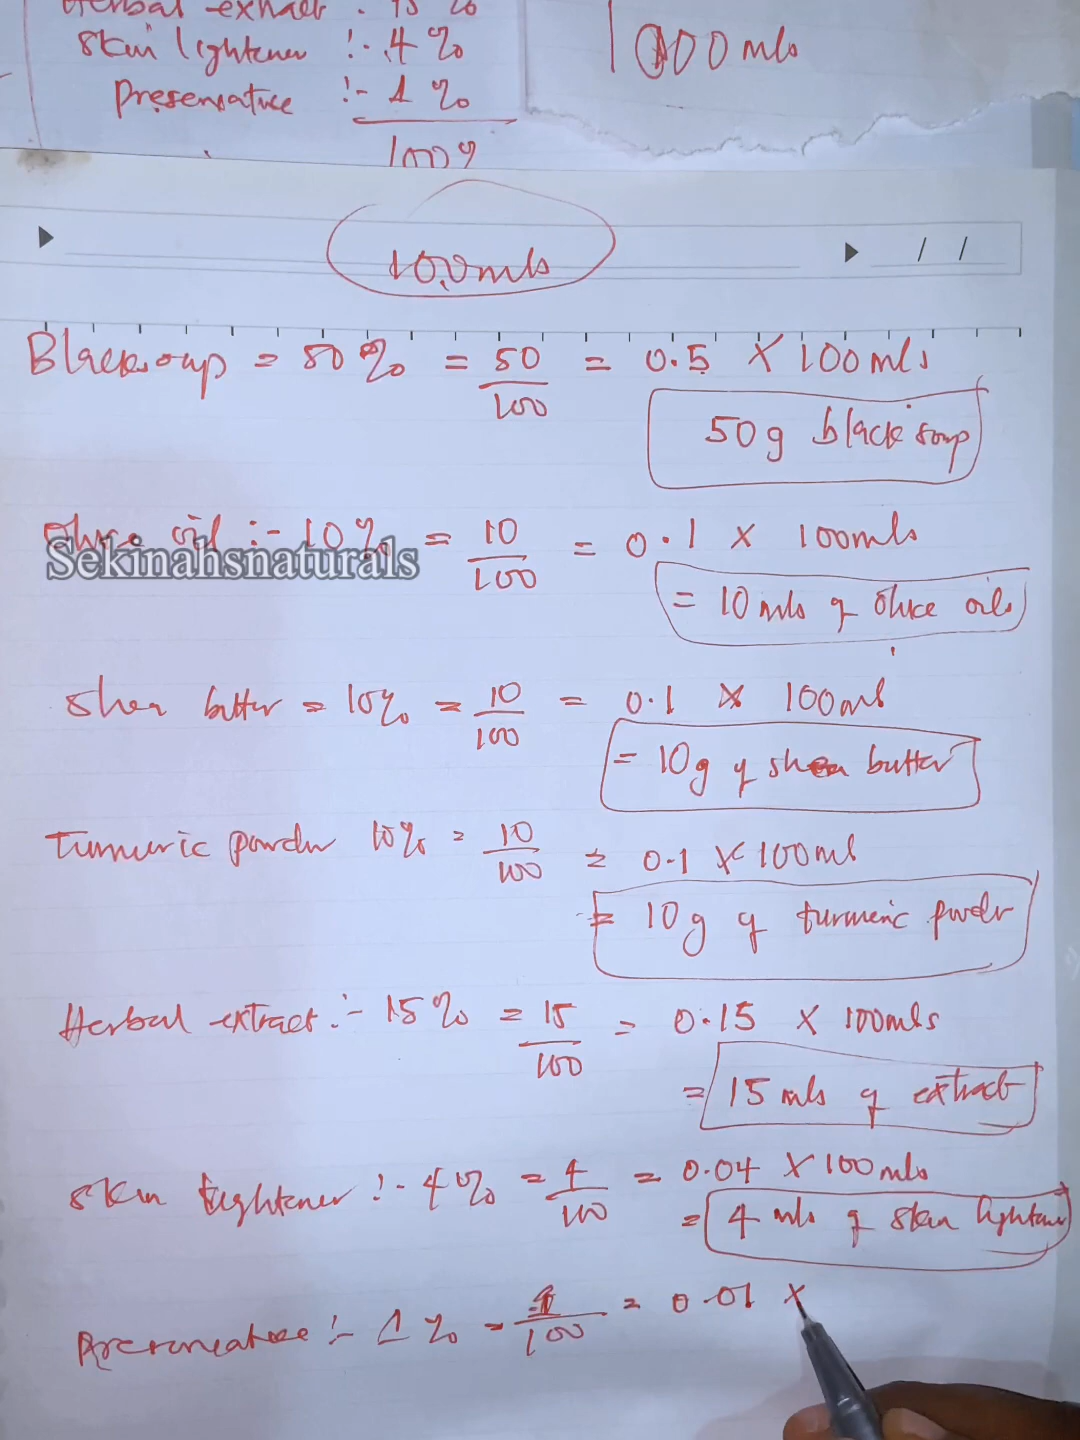 Herbal extract : 15 %
Skin lightener :- 4 %
1000mls
Preservative :- 1 %
100%
100mls
/ /
Black soap = 50 % = 50/100 = 0.5 X 100mls
50g black soap
Olive oil :- 10% = 10/100 = 0.1 x 100mls
Sekinahsnaturals
= 10 mls of Olive oils
Shea butter = 10% = 10/100 = 0.1 x 100ml
= 10g of shea butter
Turmeric powder 10% = 10/100 = 0.1 X 100ml
= 10g of turmeric powder
Herbal extract :- 15% = 15/100 = 0.15 X 100mls
= 15 mls of extract
Skin lightener :- 4% = 4/100 = 0.04 X 100mls
= 4 mls of skin lightener
Preservative :- 1 % = 1/100 = 0.01 X